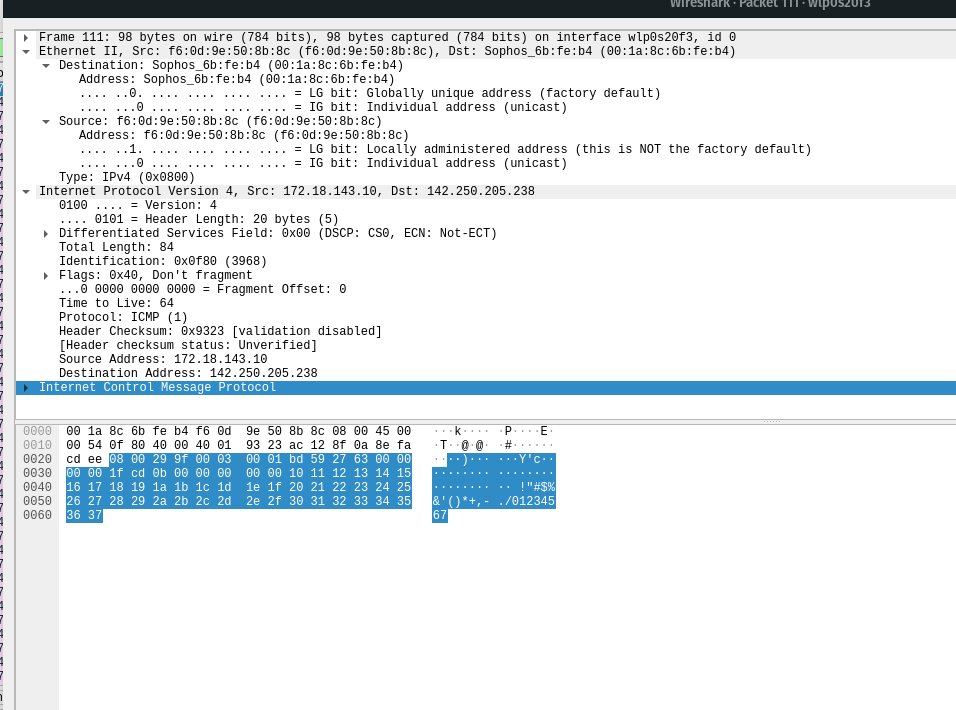 Wireshark · Packet 111 · wlp0s20f3
Frame 111: 98 bytes on wire (784 bits), 98 bytes captured (784 bits) on interface wlp0s20f3, id 0
Ethernet II, Src: f6:0d:9e:50:8b:8c (f6:0d:9e:50:8b:8c), Dst: Sophos_6b:fe:b4 (00:1a:8c:6b:fe:b4)
Destination: Sophos_6b:fe:b4 (00:1a:8c:6b:fe:b4)
Address: Sophos_6b:fe:b4 (00:1a:8c:6b:fe:b4)
.... ..0. .... .... .... .... = LG bit: Globally unique address (factory default)
.... ...0 .... .... .... .... = IG bit: Individual address (unicast)
Source: f6:0d:9e:50:8b:8c (f6:0d:9e:50:8b:8c)
Address: f6:0d:9e:50:8b:8c (f6:0d:9e:50:8b:8c)
.... ..1. .... .... .... .... = LG bit: Locally administered address (this is NOT the factory default)
.... ...0 .... .... .... .... = IG bit: Individual address (unicast)
Type: IPv4 (0x0800)
Internet Protocol Version 4, Src: 172.18.143.10, Dst: 142.250.205.238
0100 .... = Version: 4
.... 0101 = Header Length: 20 bytes (5)
Differentiated Services Field: 0x00 (DSCP: CS0, ECN: Not-ECT)
Total Length: 84
Identification: 0x0f80 (3968)
Flags: 0x40, Don't fragment
...0 0000 0000 0000 = Fragment Offset: 0
Time to Live: 64
Protocol: ICMP (1)
Header Checksum: 0x9323 [validation disabled]
[Header checksum status: Unverified]
Source Address: 172.18.143.10
Destination Address: 142.250.205.238
Internet Control Message Protocol
0000 00 1a 8c 6b fe b4 f6 0d 9e 50 8b 8c 08 00 45 00 ···k···· ·P····E·
0010 00 54 0f 80 40 00 40 01 93 23 ac 12 8f 0a 8e fa ·T··@·@· ·#······
0020 cd ee 08 00 29 9f 00 03 00 01 bd 59 27 63 00 00 ····)··· ···Y'c··
0030 00 00 1f cd 0b 00 00 00 00 00 10 11 12 13 14 15 ········ ········
0040 16 17 18 19 1a 1b 1c 1d 1e 1f 20 21 22 23 24 25 ········ ·· !"#$%
0050 26 27 28 29 2a 2b 2c 2d 2e 2f 30 31 32 33 34 35 &'()*+,- ./012345
0060 36 37 67